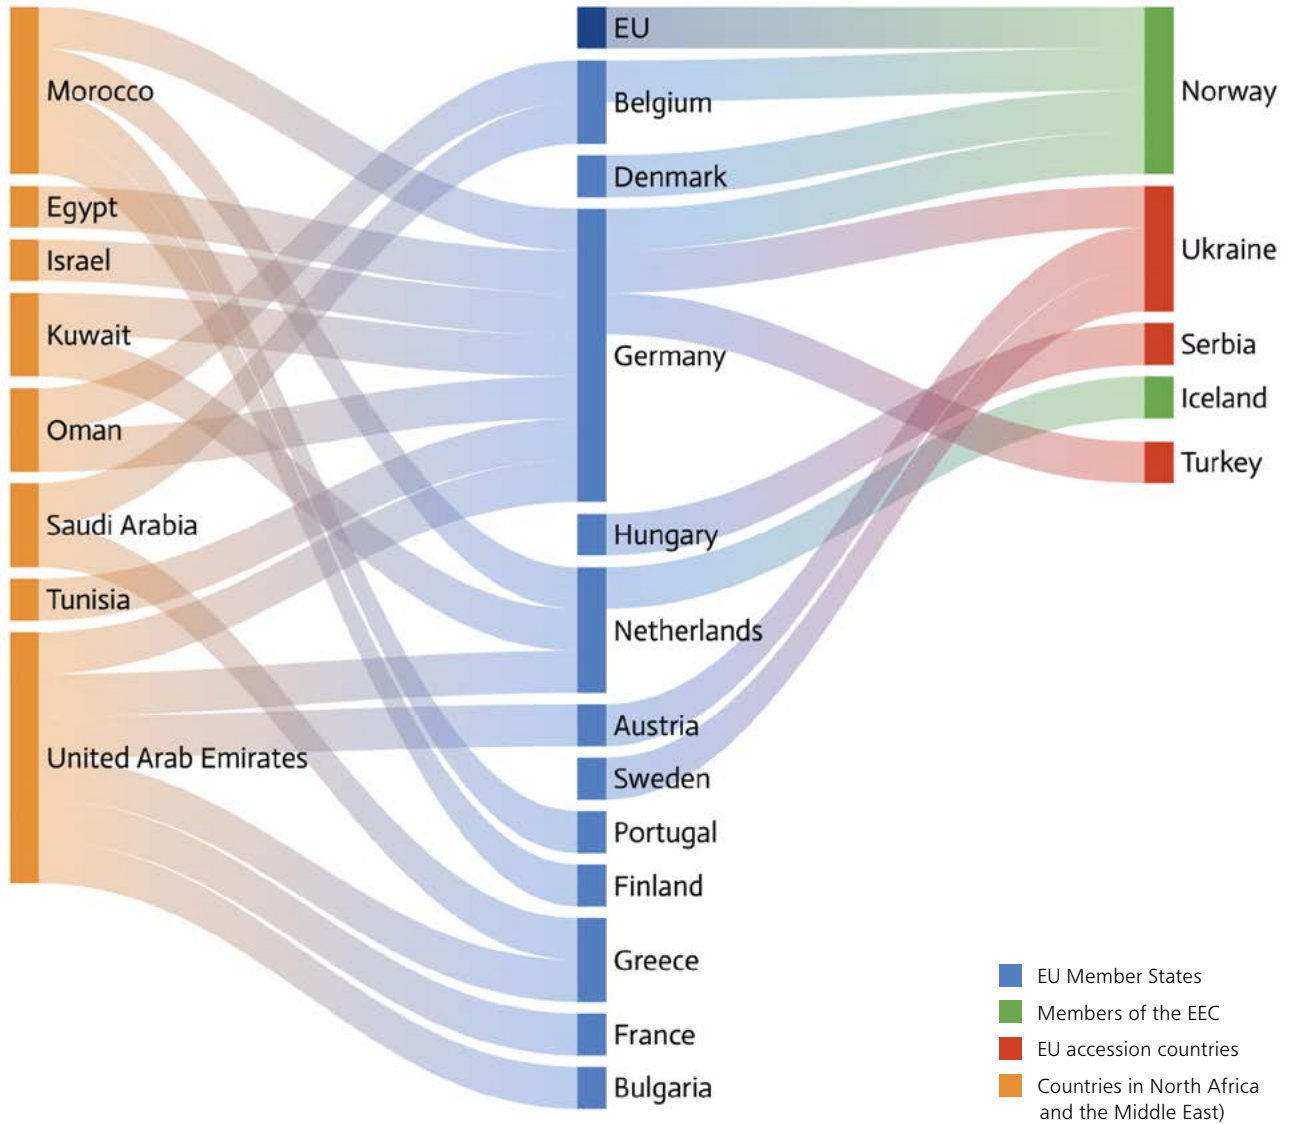 Morocco
Egypt
Israel
Kuwait
Oman
Saudi Arabia
Tunisia
United Arab Emirates
EU
Belgium
Denmark
Germany
Hungary
Netherlands
Austria
Sweden
Portugal
Finland
Greece
France
Bulgaria
Norway
Ukraine
Serbia
Iceland
Turkey
EU Member States
Members of the EEC
EU accession countries
Countries in North Africa
and the Middle East)